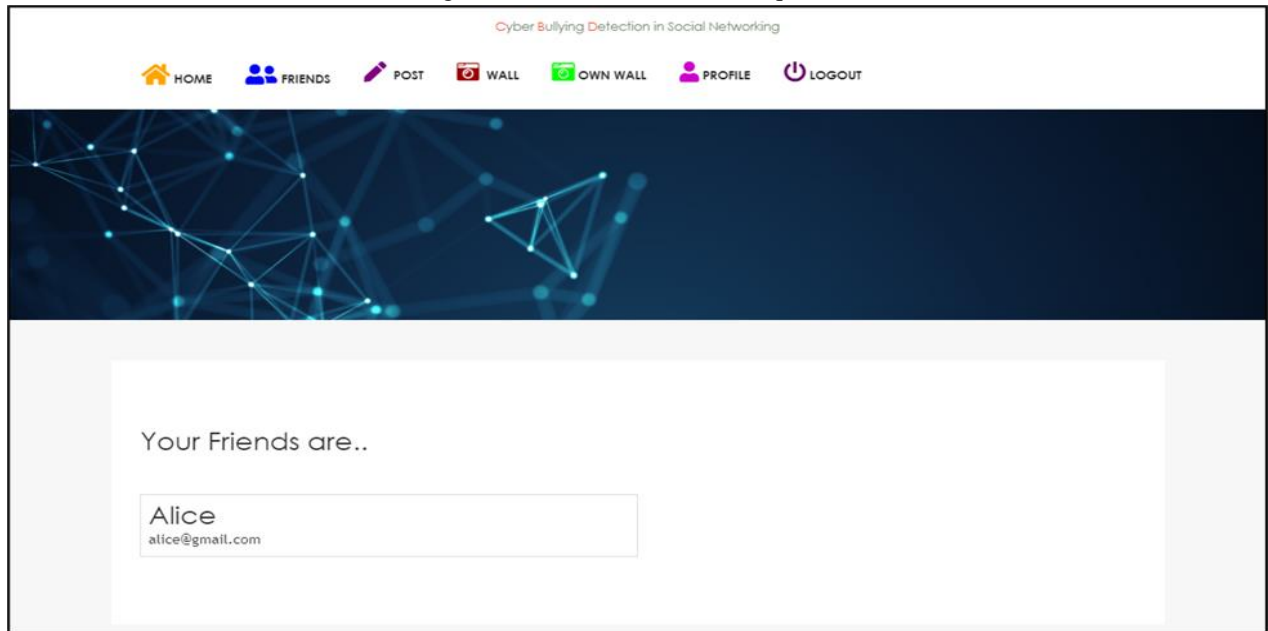 Cyber Bullying Detection in Social Networking
HOME FRIENDS POST WALL OWN WALL PROFILE LOGOUT
Your Friends are..
Alice
alice@gmail.com